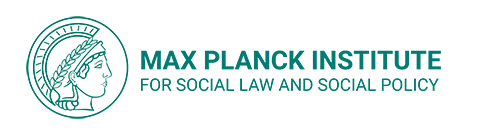 MAX PLANCK INSTITUTE
FOR SOCIAL LAW AND SOCIAL POLICY